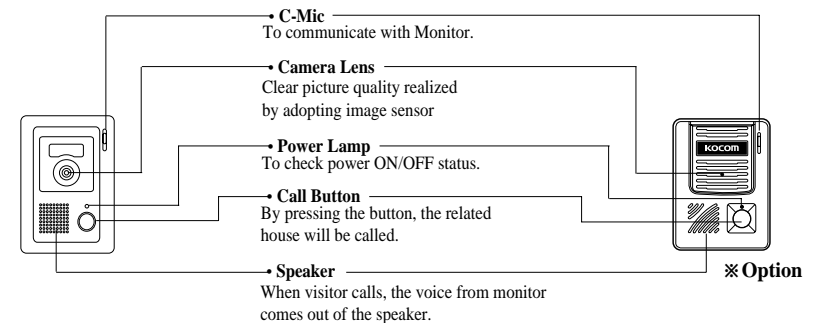 • C-Mic
To communicate with Monitor.
• Camera Lens
Clear picture quality realized
by adopting image sensor
• Power Lamp
To check power ON/OFF status.
• Call Button
By pressing the button, the related
house will be called.
• Speaker
When visitor calls, the voice from monitor
comes out of the speaker.
KOCOM
※Option